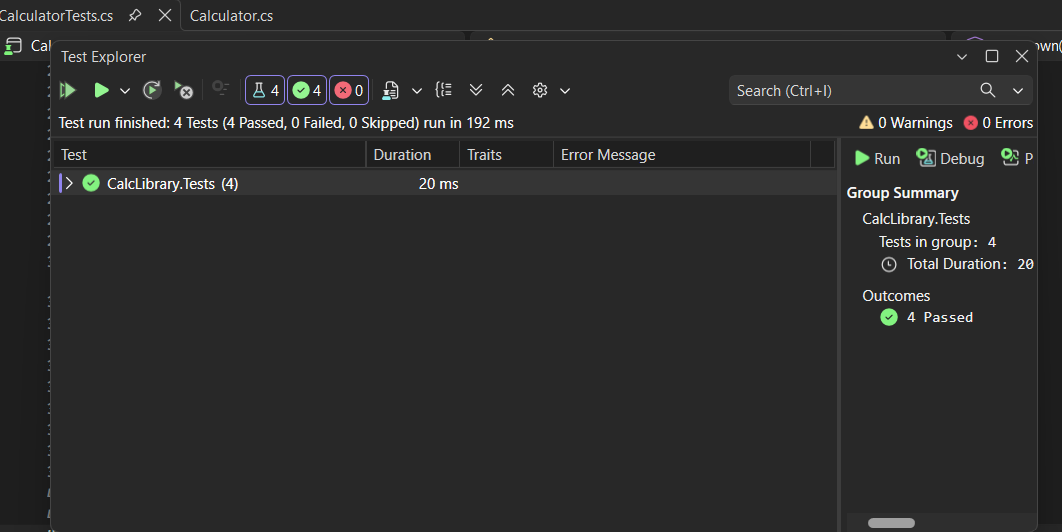 CalculatorTests.cs
Calculator.cs
Test Explorer
4 4 0
Search (Ctrl+I)
Test run finished: 4 Tests (4 Passed, 0 Failed, 0 Skipped) run in 192 ms
0 Warnings 0 Errors
Test Duration Traits Error Message
CalcLibrary.Tests (4) 20 ms
Run Debug P
Group Summary
CalcLibrary.Tests
Tests in group: 4
Total Duration: 20
Outcomes
4 Passed